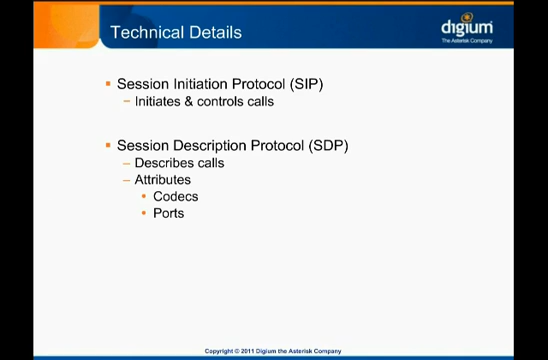 Technical Details
digium
The Asterisk Company
Session Initiation Protocol (SIP)
– Initiates & controls calls
Session Description Protocol (SDP)
– Describes calls
– Attributes
Codecs
Ports
Copyright © 2011 Digium the Asterisk Company